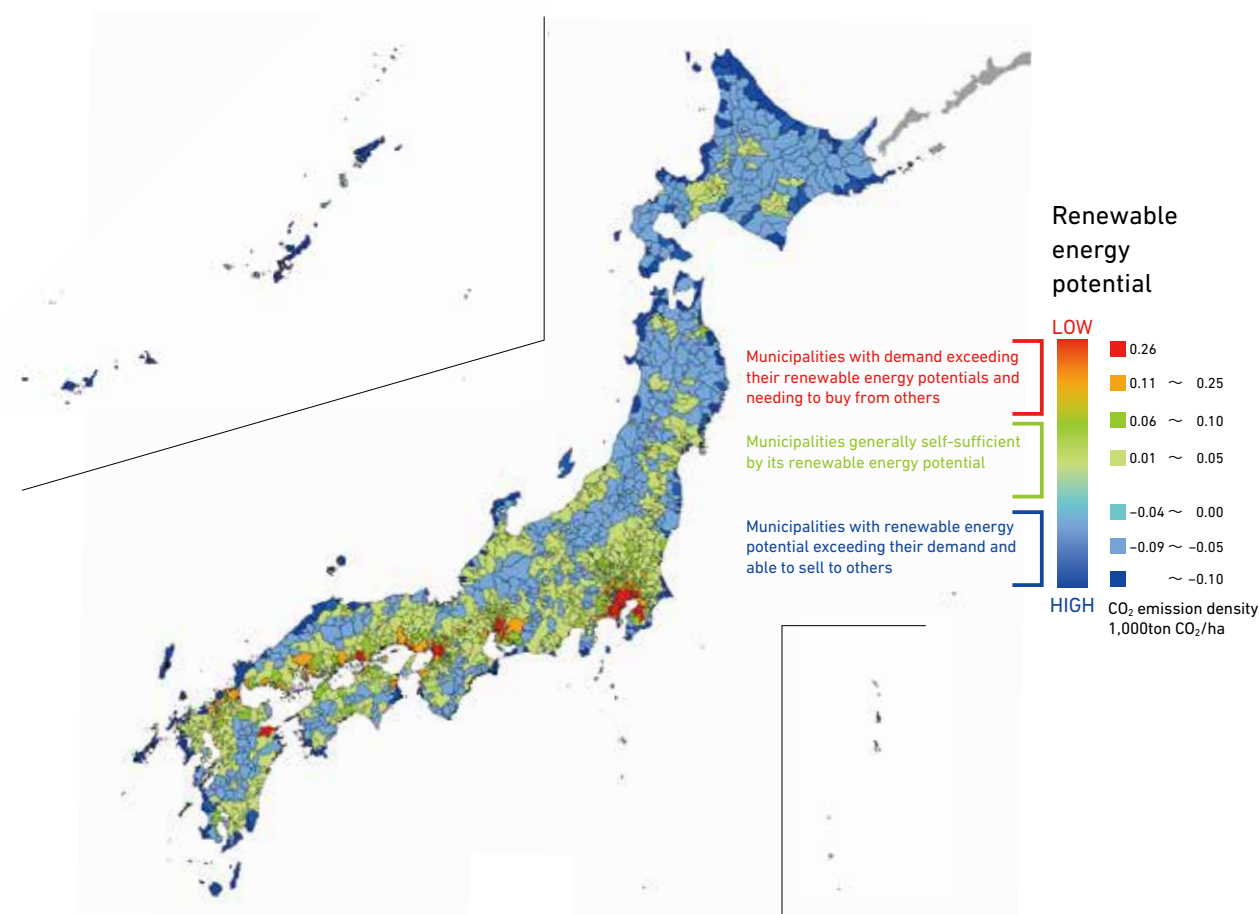 Renewable
energy
potential
LOW
Municipalities with demand exceeding
their renewable energy potentials and
needing to buy from others
Municipalities generally self-sufficient
by its renewable energy potential
Municipalities with renewable energy
potential exceeding their demand and
able to sell to others
0.26
0.11 ～ 0.25
0.06 ～ 0.10
0.01 ～ 0.05
−0.04 ～ 0.00
−0.09 ～ −0.05
～ −0.10
HIGH
CO₂ emission density
1,000ton CO₂/ha